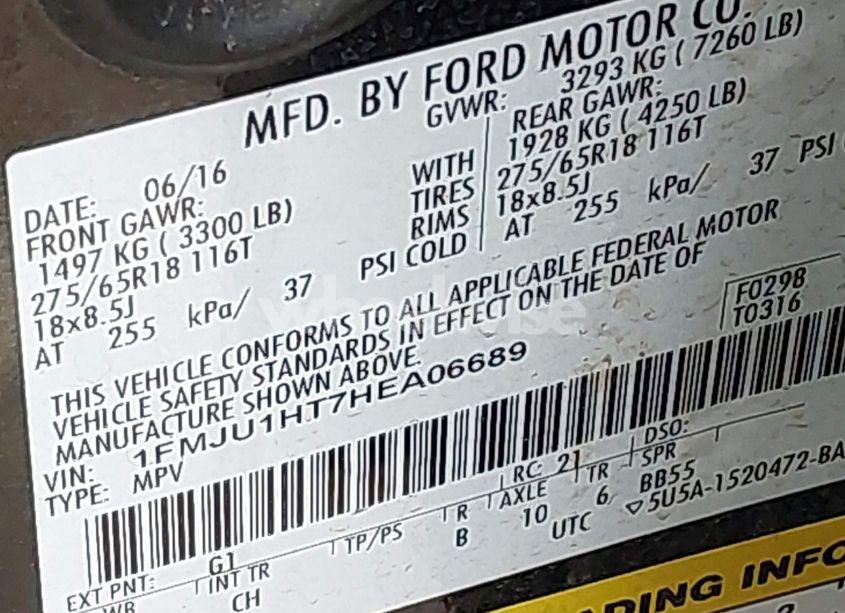 MFD. BY FORD MOTOR CO.
DATE: 06/16
GVWR: 3293 KG ( 7260 LB)
FRONT GAWR:
1497 KG ( 3300 LB)
275/65R18 116T
18x8.5J
AT 255 kPa/ 37 PSI COLD
WITH
TIRES
RIMS
REAR GAWR:
1928 KG ( 4250 LB)
275/65R18 116T
18x8.5J
AT 255 kPa/ 37 PSI
THIS VEHICLE CONFORMS TO ALL APPLICABLE FEDERAL MOTOR
VEHICLE SAFETY STANDARDS IN EFFECT ON THE DATE OF
MANUFACTURE SHOWN ABOVE.
F0298
T0316
VIN: 1FMJU1HT7HEA06689
TYPE: MPV
EXT PNT: G1 RC: 21 DSO:
WB INT TR TP/PS R AXLE TR SPR
CH B 10 6 BB55
UTC ▽5U5A-1520472-BA
ADING INFO